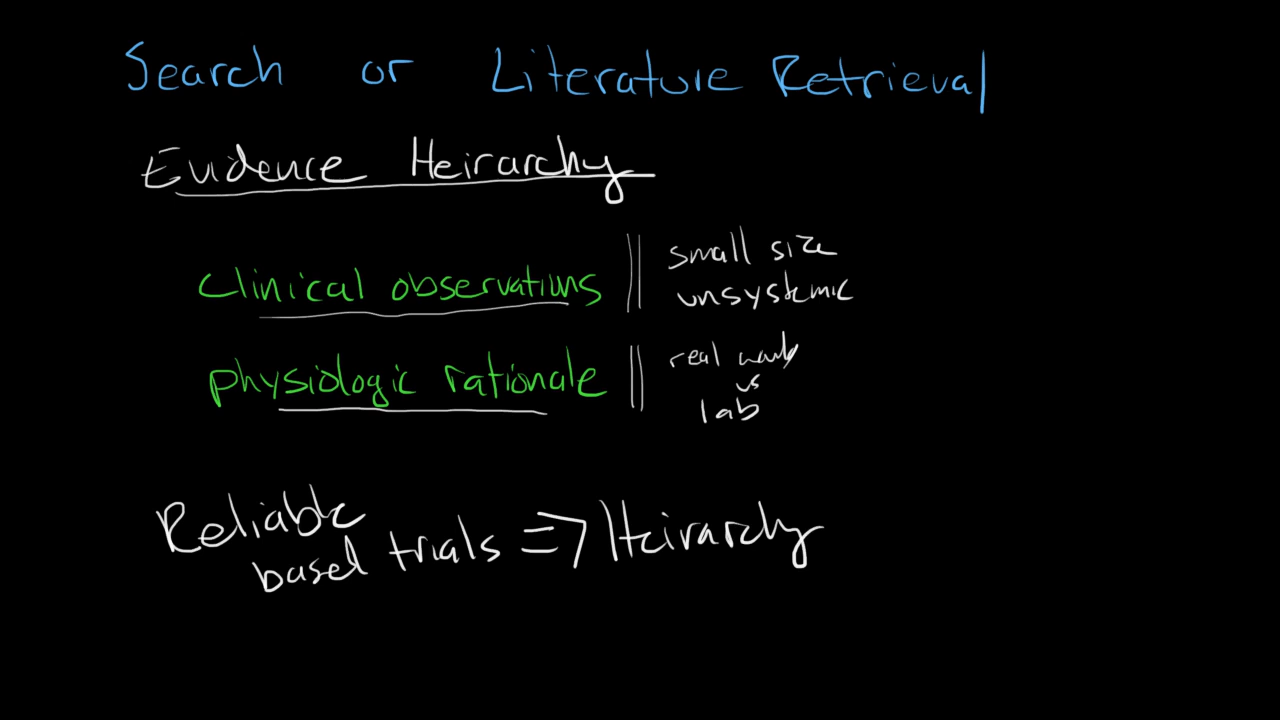 Search or Literature Retrieval
Evidence Heirarchy
Clinical observations
small size
unsystemic
physiologic rationale
real
vs
lab
Reliable
based trials => Heirarchy